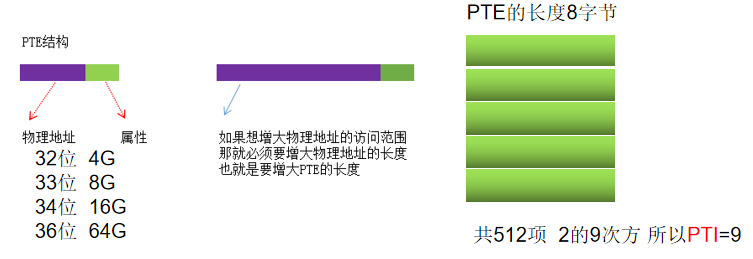 PTE的长度8字节
PTE结构
物理地址 属性
32位 4G
33位 8G
34位 16G
36位 64G
如果想增大物理地址的访问范围
那就必须要增大物理地址的长度
也就是要增大PTE的长度
共512项 2的9次方 所以PTI=9